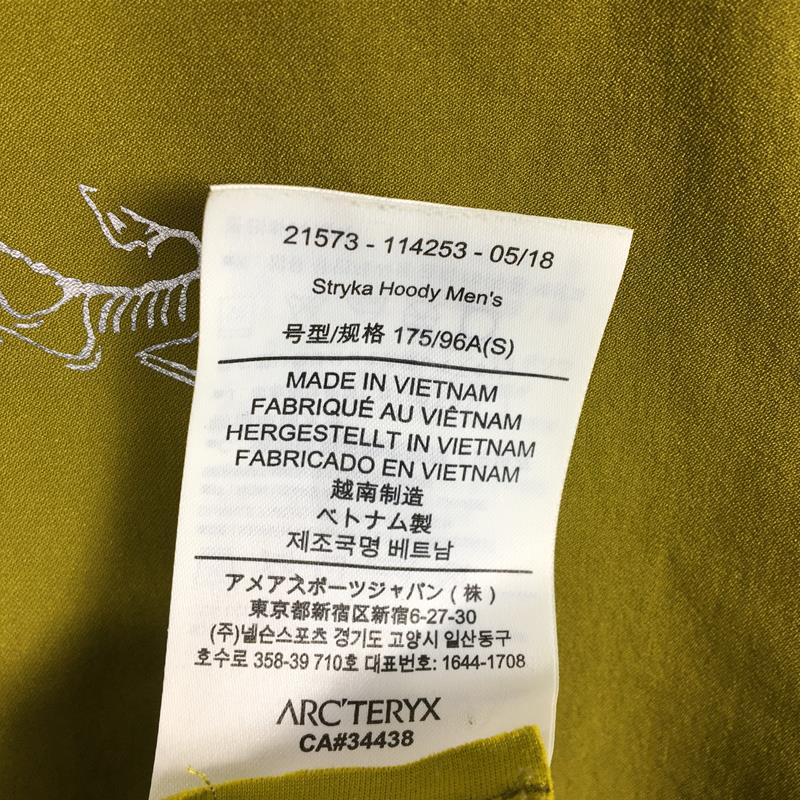 21573 - 114253 - 05/18
Stryka Hoody Men's
号型/规格 175/96A(S)
MADE IN VIETNAM
FABRIQUÉ AU VIÊTNAM
HERGESTELLT IN VIETNAM
FABRICADO EN VIETNAM
越南制造
ベトナム製
제조국명 베트남
アメアスポーツジャパン ( 株 )
東京都新宿区新宿6-27-30
(주)넬슨스포츠 경기도 고양시 일산동구
호수로 358-39 710호 대표번호: 1644-1708
ARC'TERYX
CA#34438